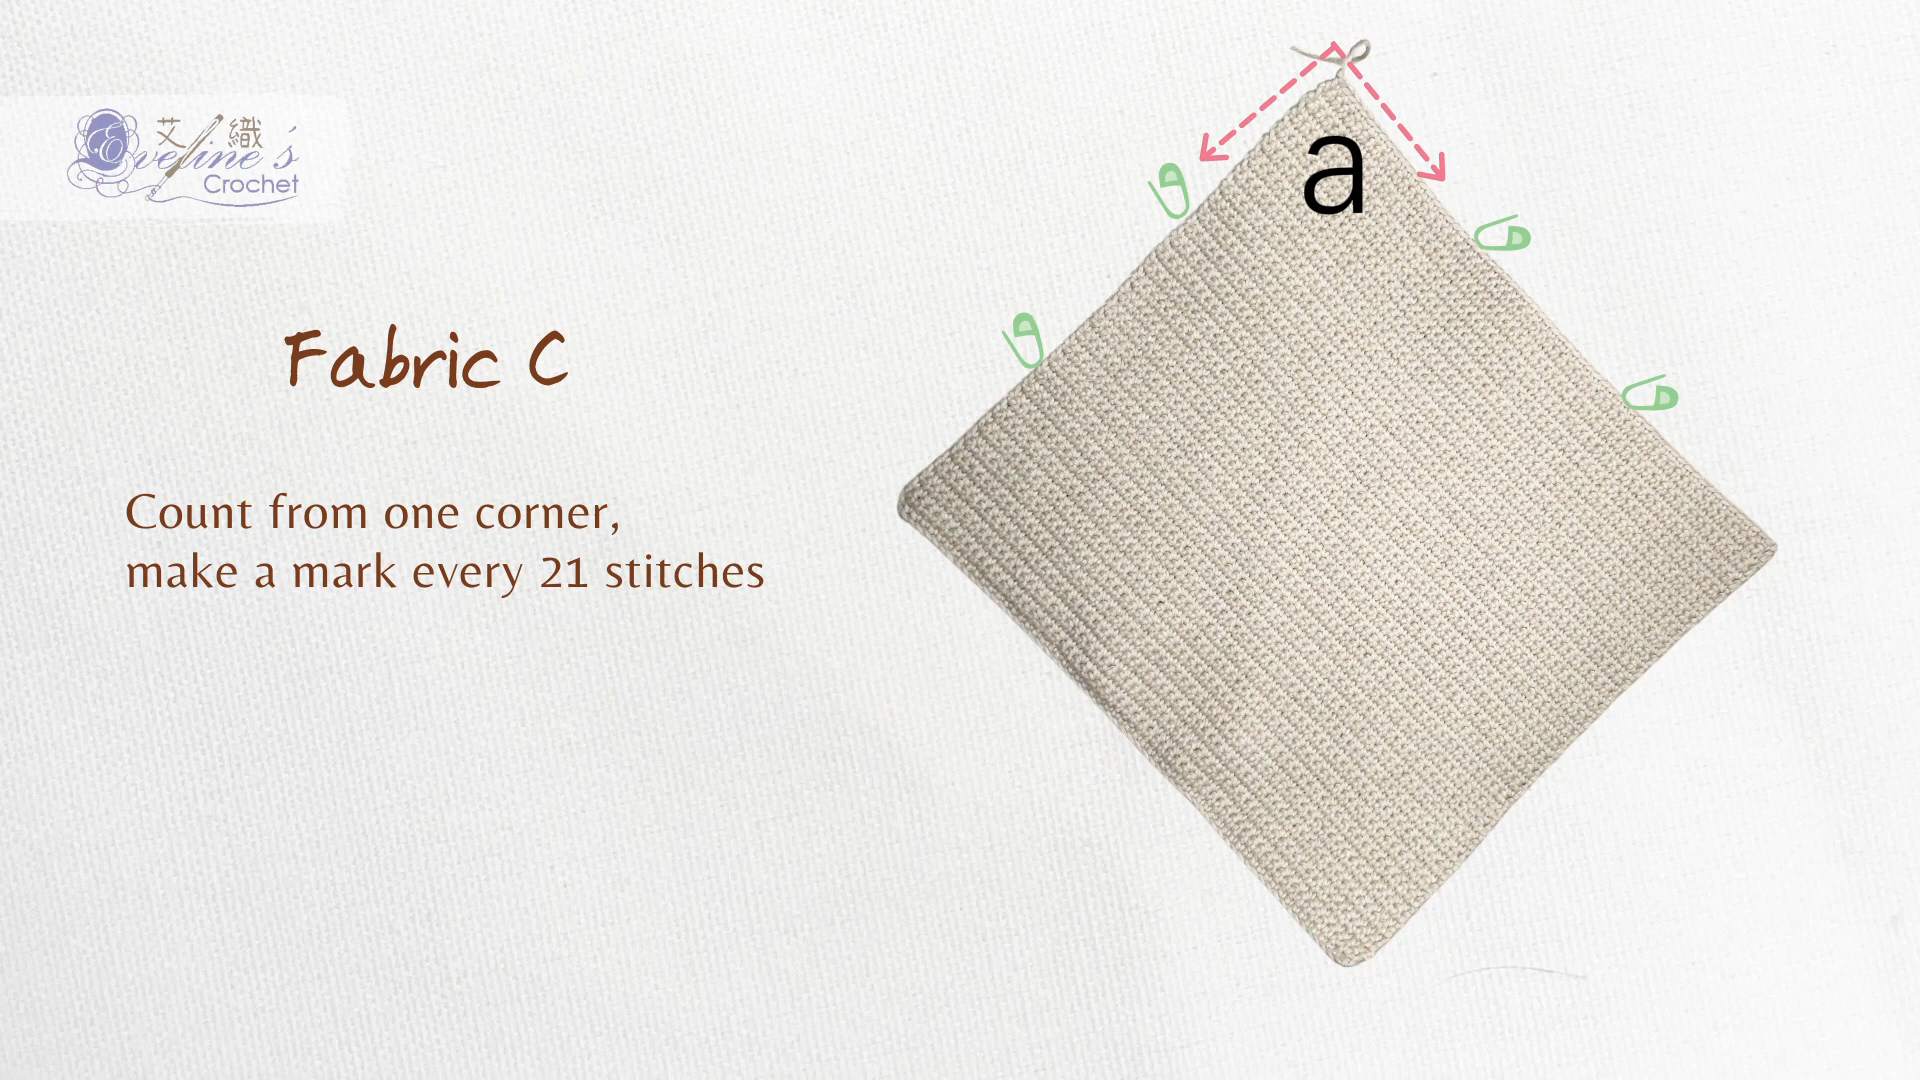 艾織
Eveline's
Crochet
Fabric C
Count from one corner,
make a mark every 21 stitches
a